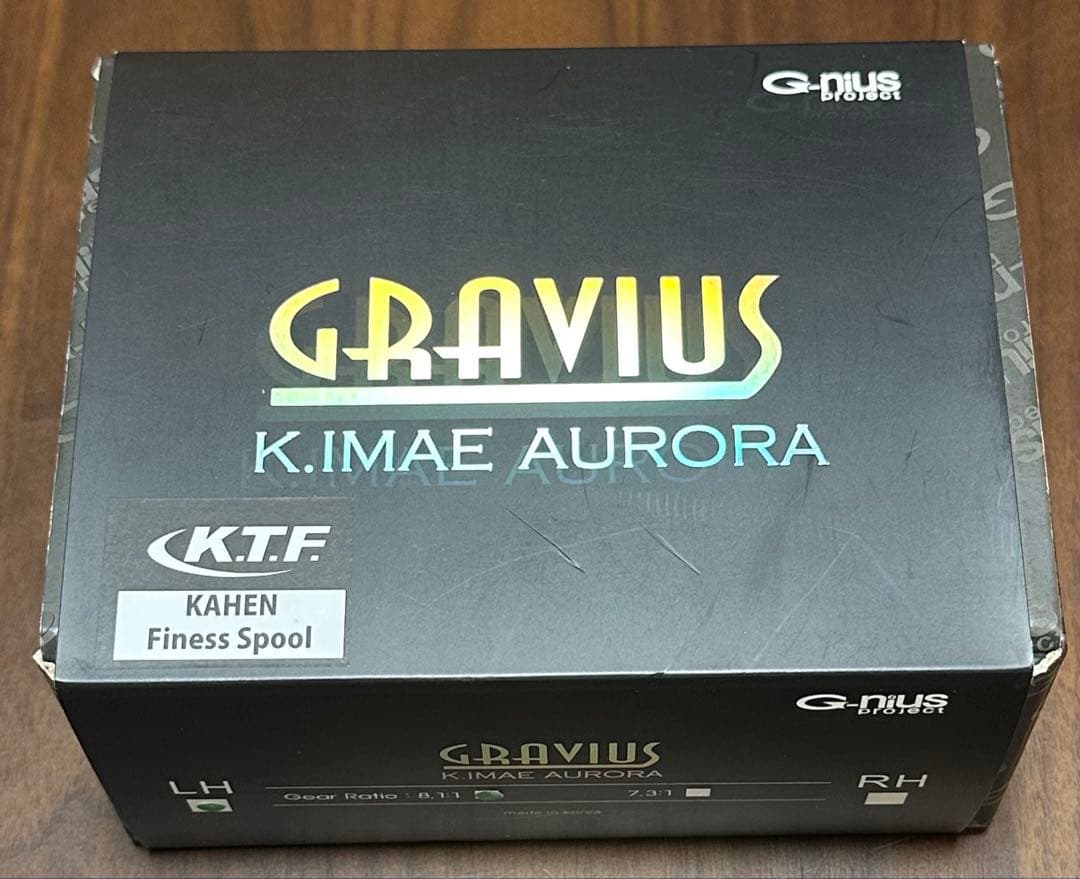 G-nius
project
GRAVIUS
K.IMAE AURORA
K.T.F.
KAHEN
Finess Spool
G-nius
project
GRAVIUS
K.IMAE AURORA
LH
Gear Ratio : 8.1:1
7.3:1
RH
made in korea